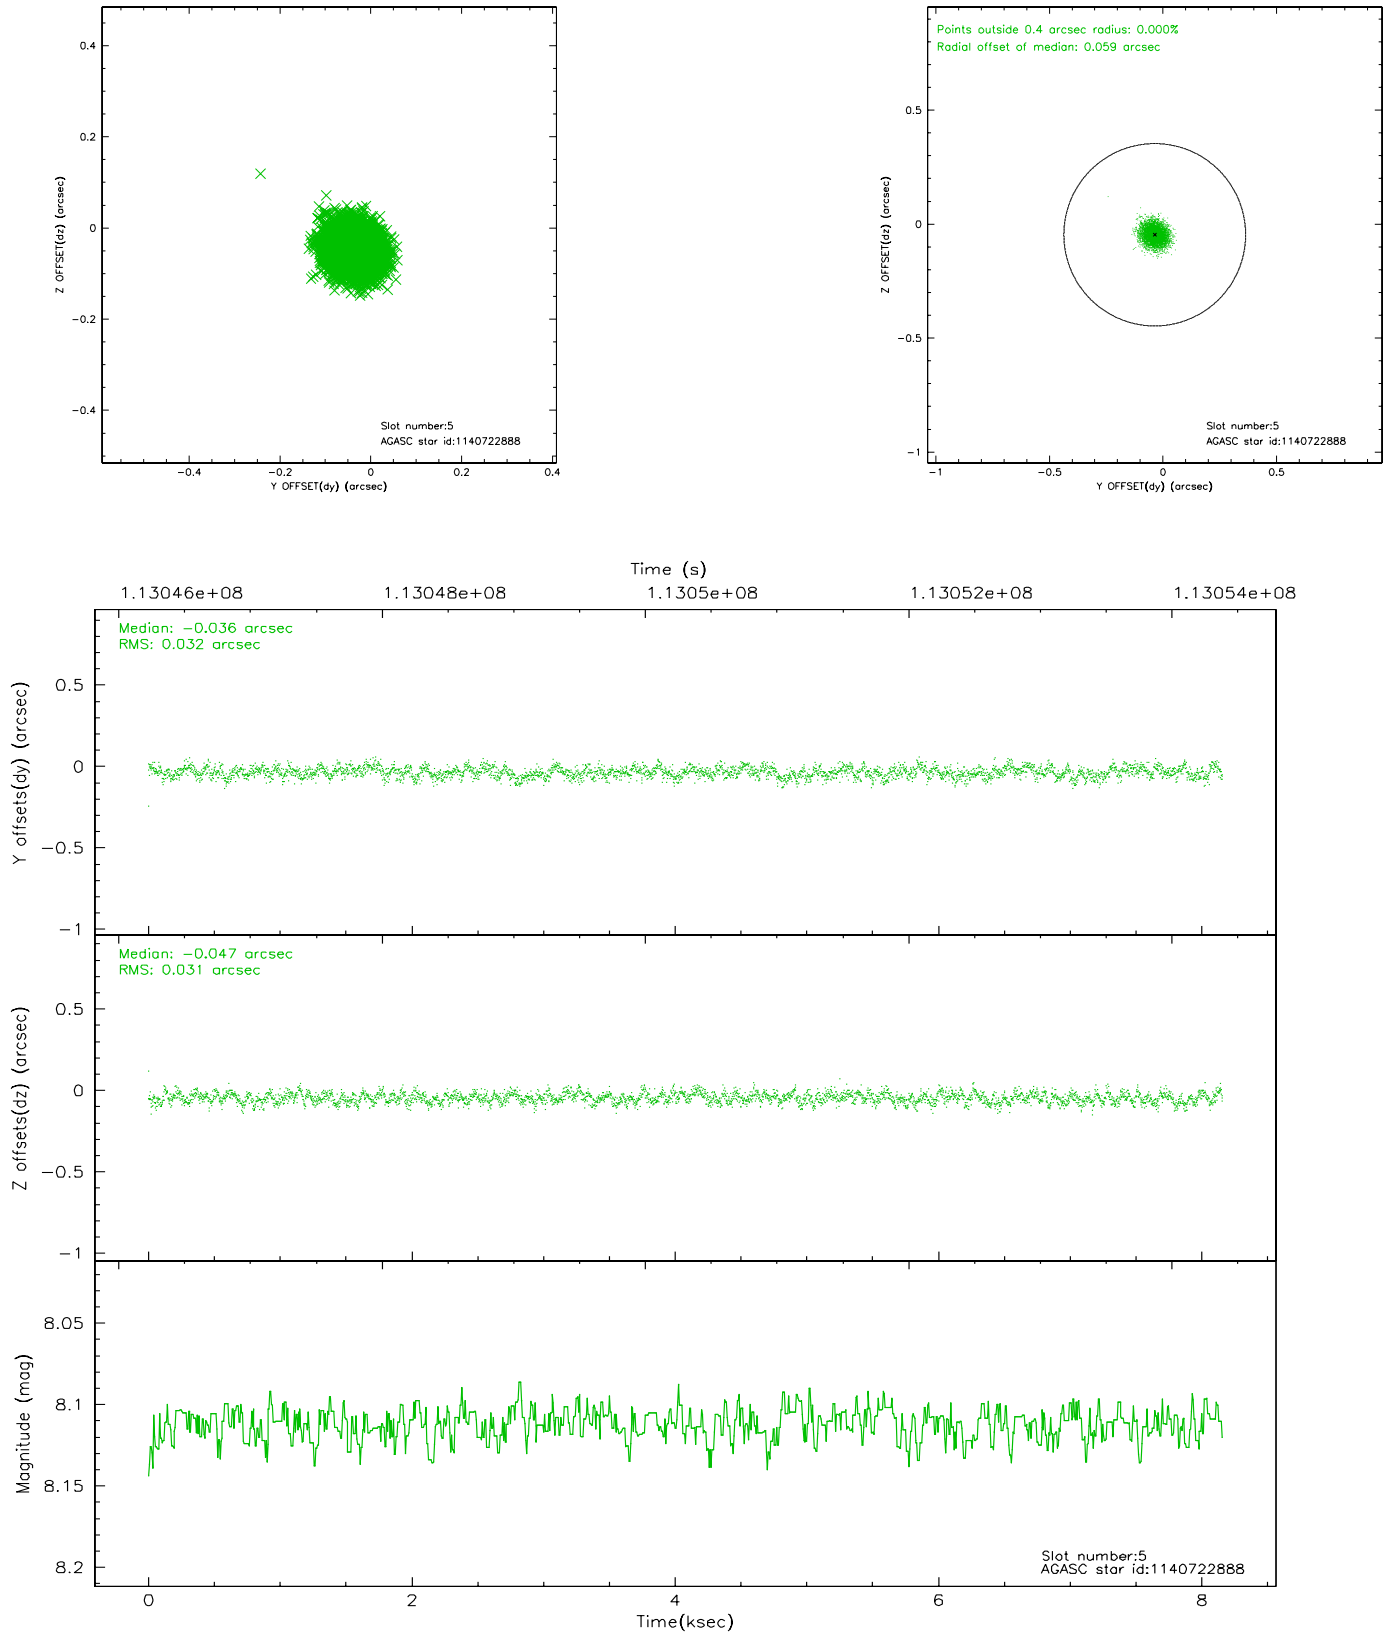 0.4
0.2
0
−0.2
−0.4
Z OFFSET(dz) (arcsec)
Slot number:5
AGASC star id:1140722888
−0.4
−0.2
0
0.2
0.4
Y OFFSET(dy) (arcsec)
Points outside 0.4 arcsec radius: 0.000%
Radial offset of median: 0.059 arcsec
0.5
0
−0.5
−1
Z OFFSET(dz) (arcsec)
Slot number:5
AGASC star id:1140722888
−1
−0.5
0
0.5
Y OFFSET(dy) (arcsec)
Time (s)
1.13046e+08
1.13048e+08
1.1305e+08
1.13052e+08
1.13054e+08
Median: −0.036 arcsec
RMS: 0.032 arcsec
0.5
0
−0.5
−1
Y offsets(dy) (arcsec)
Median: −0.047 arcsec
RMS: 0.031 arcsec
0.5
0
−0.5
−1
Z offsets(dz) (arcsec)
8.05
8.1
8.15
8.2
Magnitude (mag)
Slot number:5
AGASC star id:1140722888
0
2
4
6
8
Time(ksec)